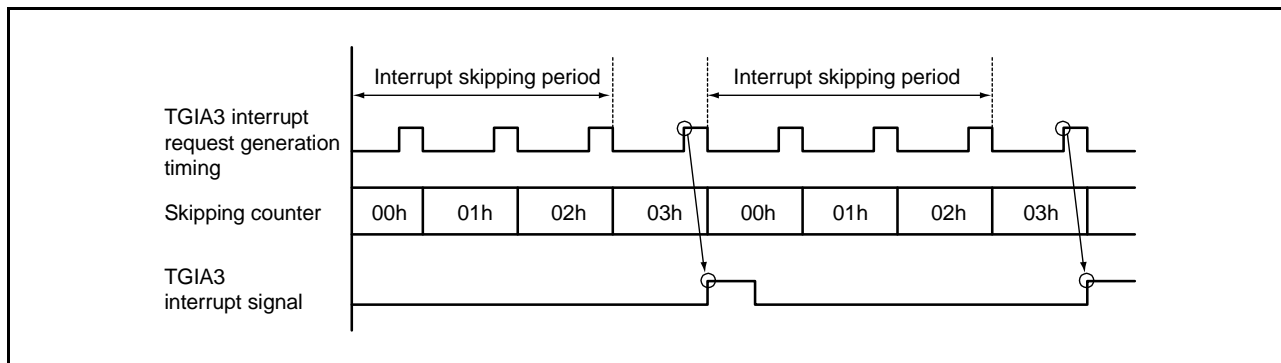 Interrupt skipping period Interrupt skipping period
TGIA3 interrupt
request generation
timing
Skipping counter 00h 01h 02h 03h 00h 01h 02h 03h
TGIA3
interrupt signal